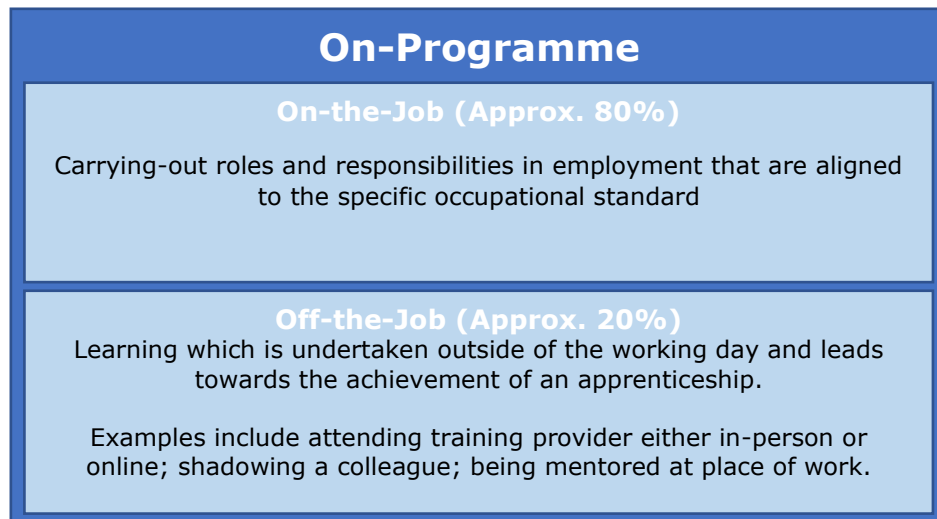 On-Programme
On-the-Job (Approx. 80%)
Carrying-out roles and responsibilities in employment that are aligned
to the specific occupational standard
Off-the-Job (Approx. 20%)
Learning which is undertaken outside of the working day and leads
towards the achievement of an apprenticeship.
Examples include attending training provider either in-person or
online; shadowing a colleague; being mentored at place of work.